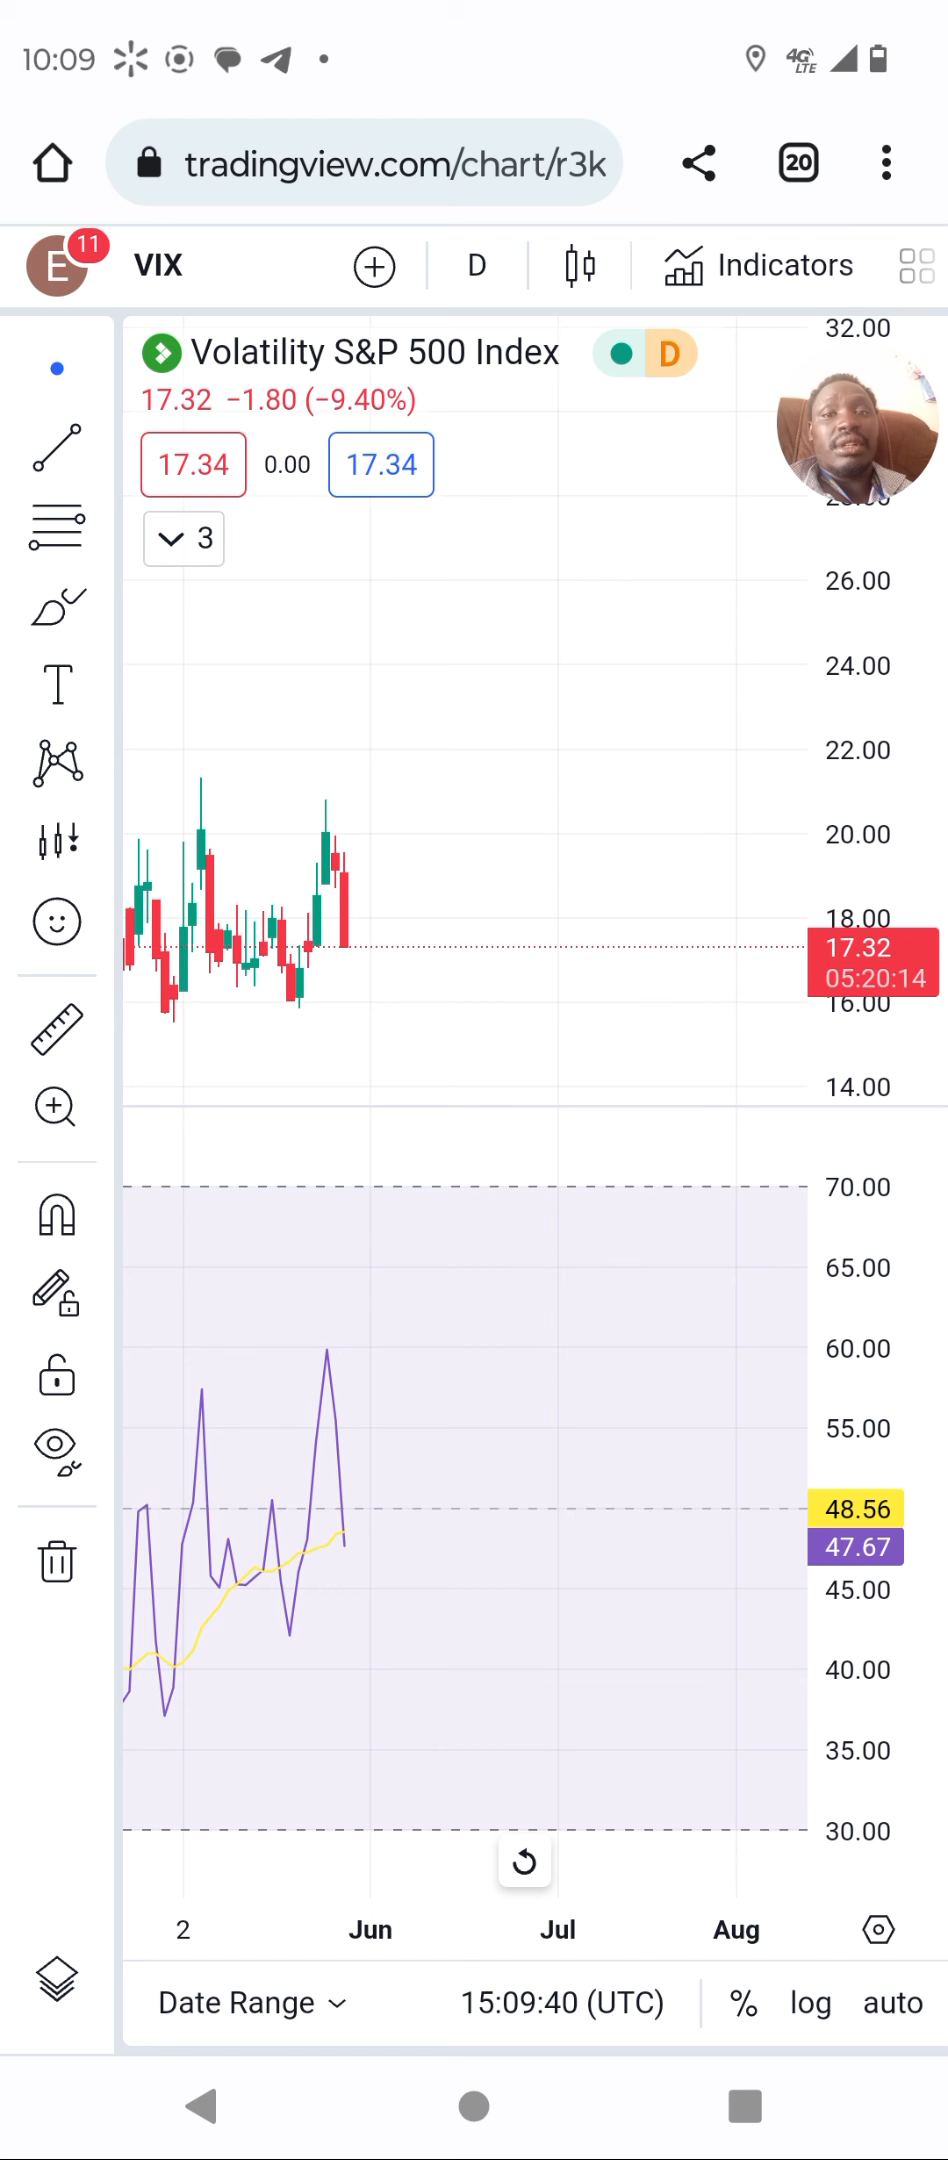 10:09 4G LTE
tradingview.com/chart/r3k 20
E 11 VIX D Indicators
Volatility S&P 500 Index D
17.32 −1.80 (−9.40%)
17.34 0.00 17.34
3
32.00
26.00
24.00
22.00
20.00
18.00
17.32
05:20:14
16.00
14.00
70.00
65.00
60.00
55.00
48.56
47.67
45.00
40.00
35.00
30.00
2 Jun Jul Aug
Date Range 15:09:40 (UTC) % log auto